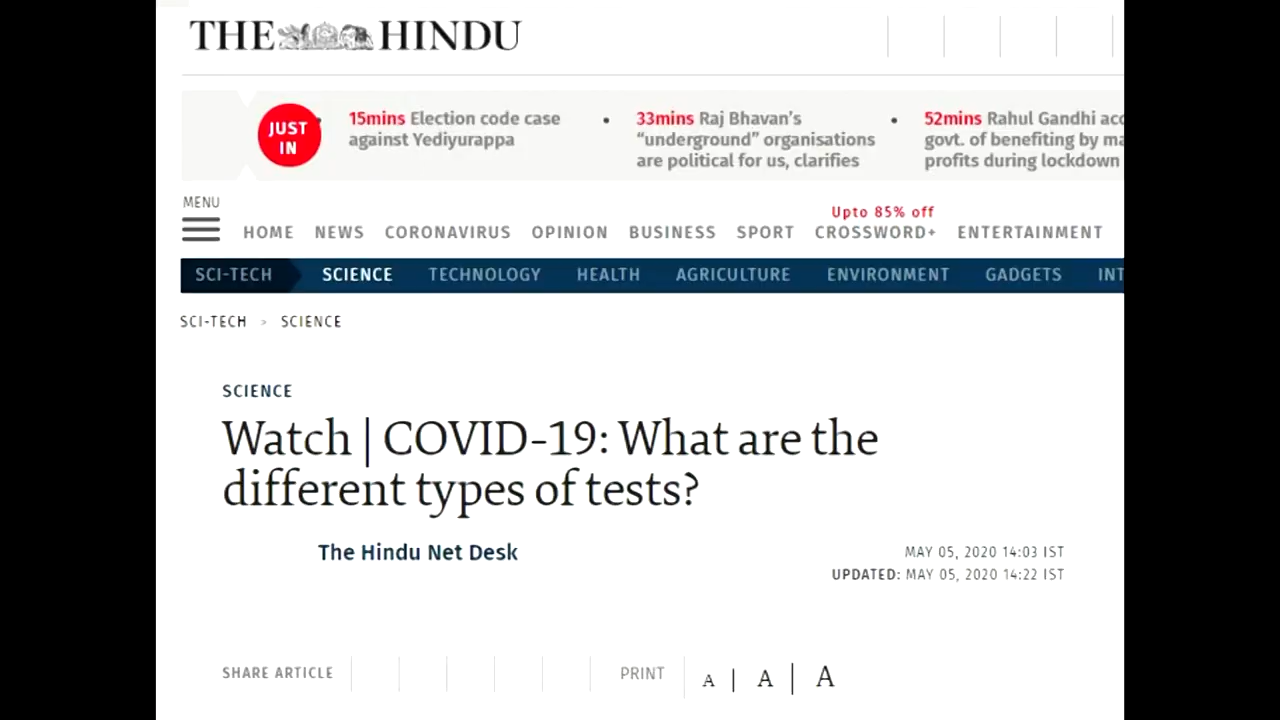 THE HINDU
JUST
IN
15mins Election code case
against Yediyurappa
33mins Raj Bhavan's
"underground" organisations
are political for us, clarifies
52mins Rahul Gandhi acc
govt. of benefiting by ma
profits during lockdown
MENU
Upto 85% off
HOME NEWS CORONAVIRUS OPINION BUSINESS SPORT CROSSWORD+ ENTERTAINMENT
SCI-TECH SCIENCE TECHNOLOGY HEALTH AGRICULTURE ENVIRONMENT GADGETS INT
SCI-TECH > SCIENCE
SCIENCE
Watch | COVID-19: What are the
different types of tests?
The Hindu Net Desk
MAY 05, 2020 14:03 IST
UPDATED: MAY 05, 2020 14:22 IST
SHARE ARTICLE PRINT A | A | A